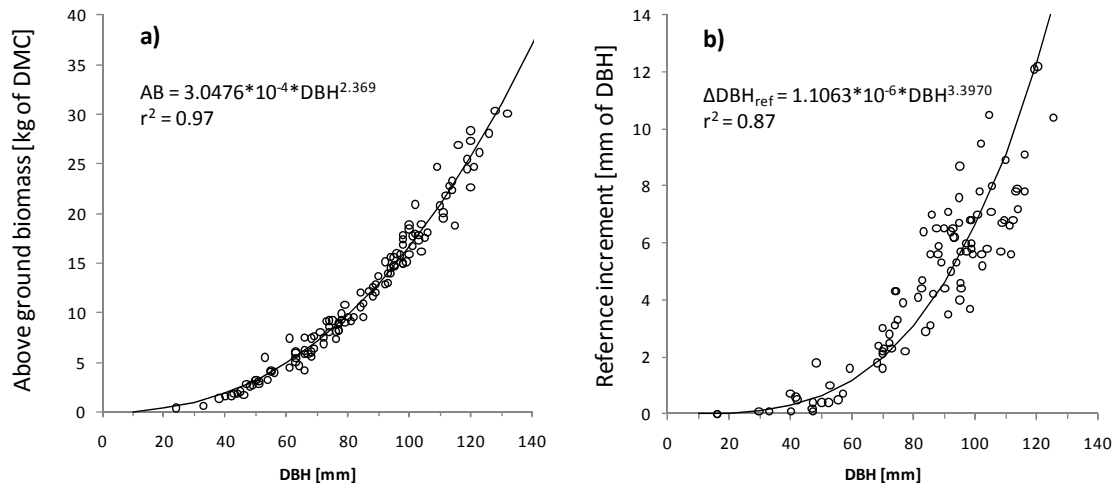 a)
AB = 3.0476*10⁻⁴*DBH²·³⁶⁹
r² = 0.97
Above ground biomass [kg of DMC]
40
35
30
25
20
15
10
5
0
0 20 40 60 80 100 120 140
DBH [mm]
b)
ΔDBHref = 1.1063*10⁻⁶*DBH³·³⁹⁷⁰
r² = 0.87
Refernce increment [mm of DBH]
14
12
10
8
6
4
2
0
0 20 40 60 80 100 120 140
DBH [mm]